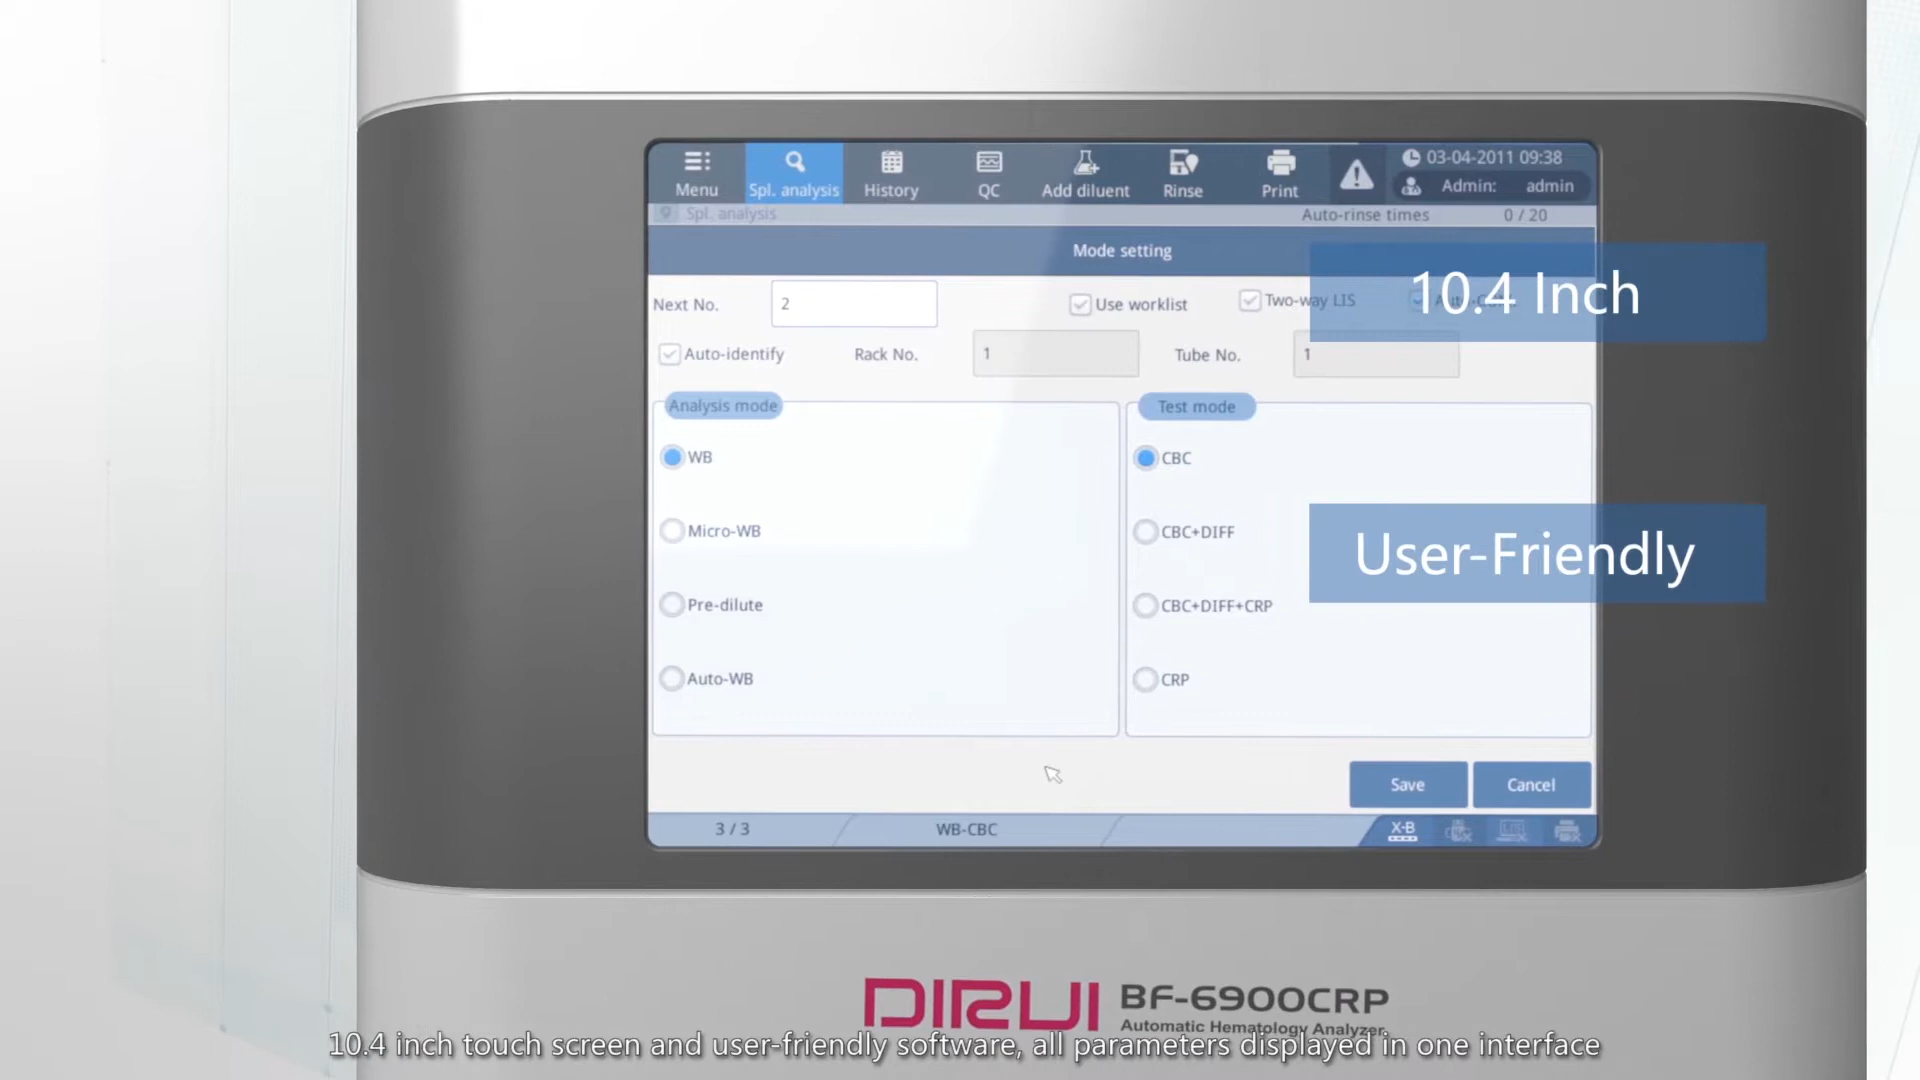 Menu
Spl. analysis
History
QC
Add diluent
Rinse
Print
03-04-2011 09:38
Admin: admin
Spl. analysis
Auto-rinse times 0 / 20
Mode setting
10.4 Inch
Next No. 2
Use worklist
Two-way LIS
Auto-identify Rack No. 1 Tube No. 1
Analysis mode
WB
Micro-WB
Pre-dilute
Auto-WB
Test mode
CBC
CBC+DIFF
CBC+DIFF+CRP
CRP
User-Friendly
Save Cancel
3 / 3 WB-CBC X-B LIS
DIRUI BF-6900CRP
Automatic Hematology Analyzer
10.4 inch touch screen and user-friendly software, all parameters displayed in one interface